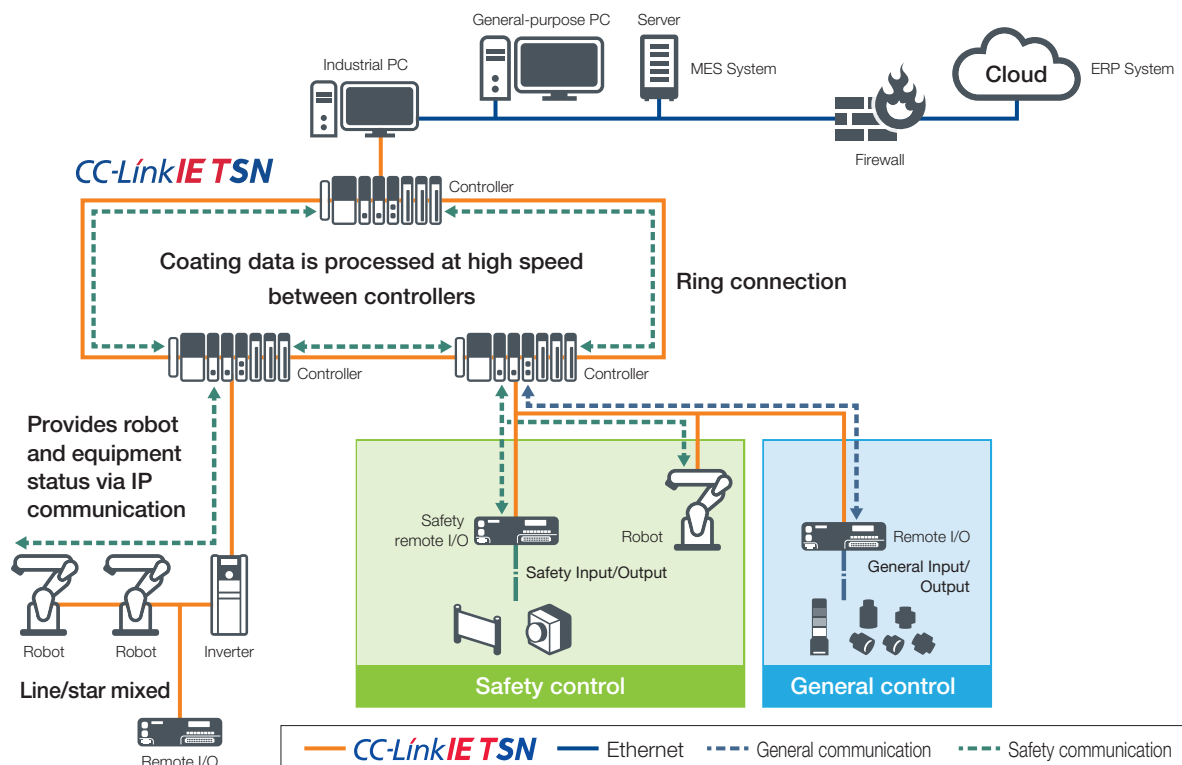 General-purpose PC
Server
Industrial PC
MES System
Cloud
ERP System
Firewall
CC-Link IE TSN
Controller
Coating data is processed at high speed
between controllers
Ring connection
Controller
Controller
Provides robot
and equipment
status via IP
communication
Safety
remote I/O
Robot
Remote I/O
Safety Input/Output
General Input/
Output
Robot
Robot
Inverter
Line/star mixed
Safety control
General control
Remote I/O
CC-Link IE TSN
Ethernet
General communication
Safety communication